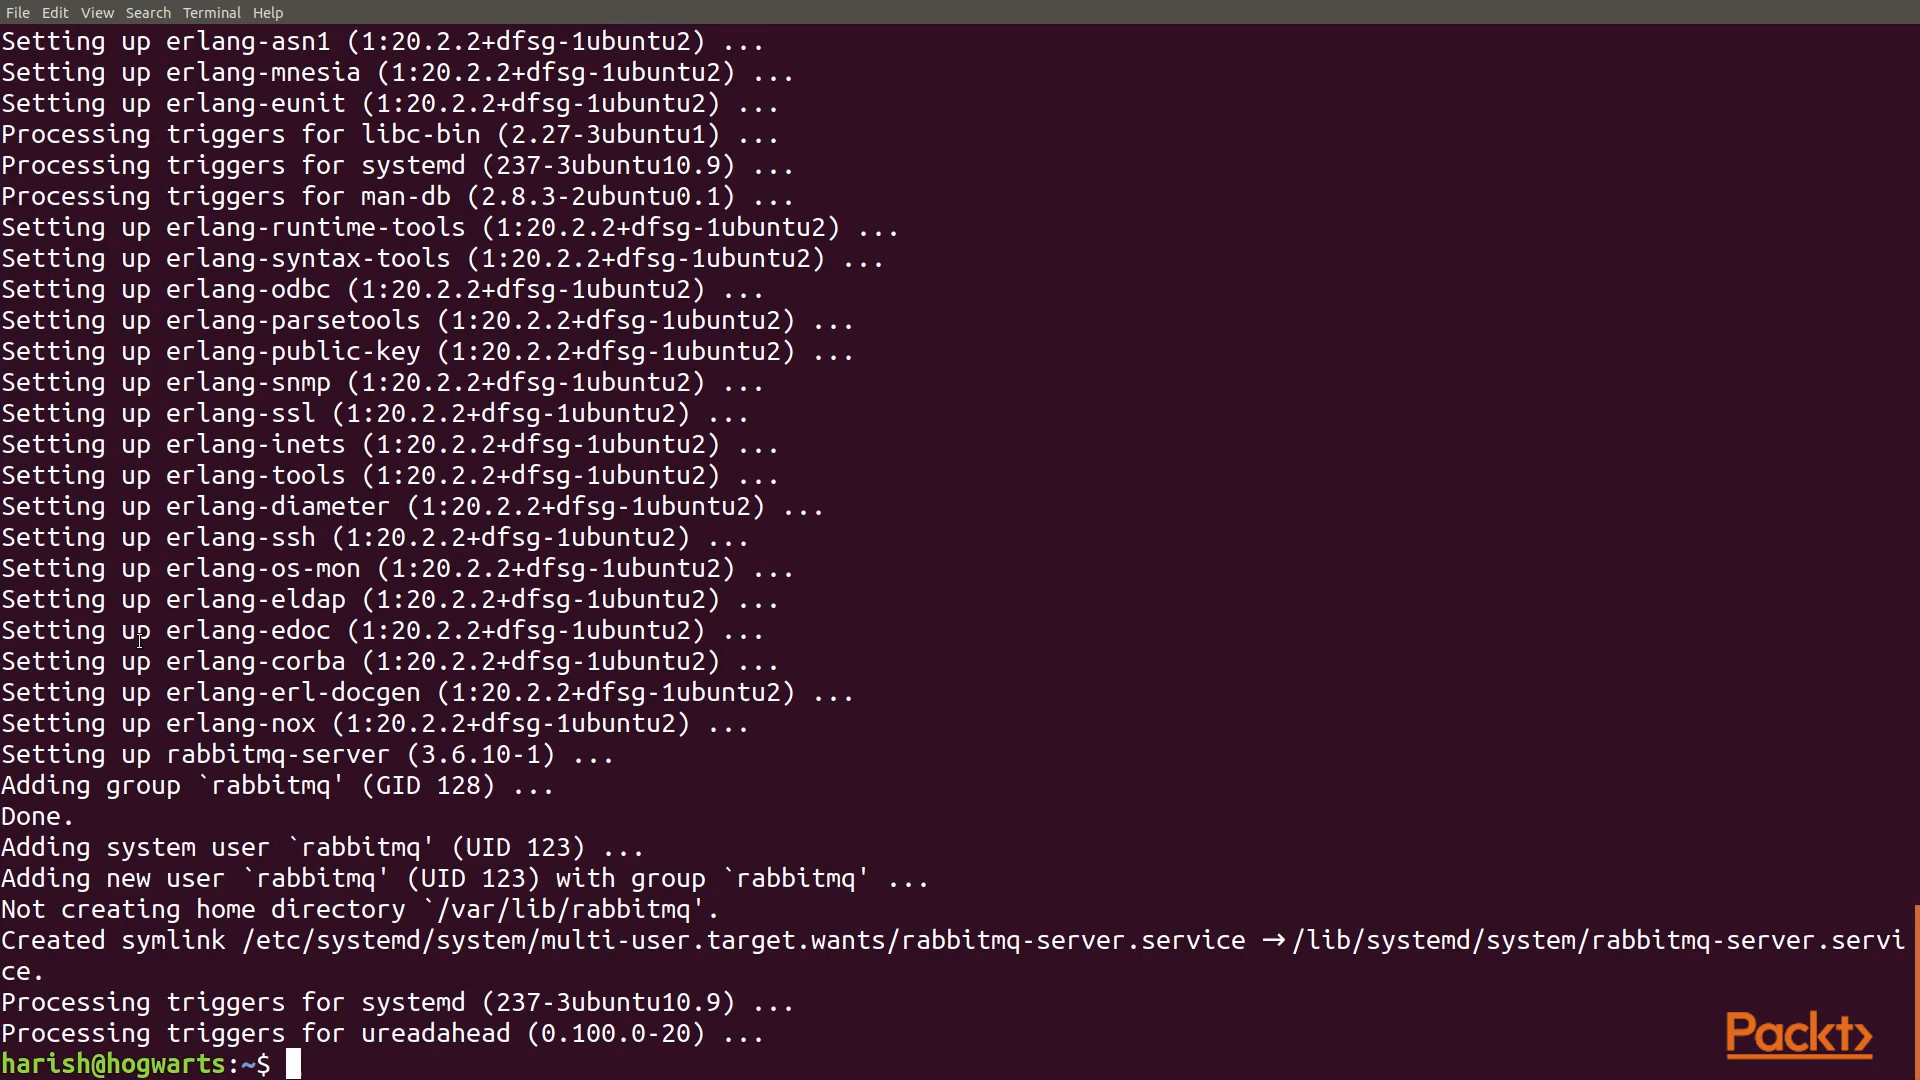 File Edit View Search Terminal Help
Setting up erlang-asn1 (1:20.2.2+dfsg-1ubuntu2) ...
Setting up erlang-mnesia (1:20.2.2+dfsg-1ubuntu2) ...
Setting up erlang-eunit (1:20.2.2+dfsg-1ubuntu2) ...
Processing triggers for libc-bin (2.27-3ubuntu1) ...
Processing triggers for systemd (237-3ubuntu10.9) ...
Processing triggers for man-db (2.8.3-2ubuntu0.1) ...
Setting up erlang-runtime-tools (1:20.2.2+dfsg-1ubuntu2) ...
Setting up erlang-syntax-tools (1:20.2.2+dfsg-1ubuntu2) ...
Setting up erlang-odbc (1:20.2.2+dfsg-1ubuntu2) ...
Setting up erlang-parsetools (1:20.2.2+dfsg-1ubuntu2) ...
Setting up erlang-public-key (1:20.2.2+dfsg-1ubuntu2) ...
Setting up erlang-snmp (1:20.2.2+dfsg-1ubuntu2) ...
Setting up erlang-ssl (1:20.2.2+dfsg-1ubuntu2) ...
Setting up erlang-inets (1:20.2.2+dfsg-1ubuntu2) ...
Setting up erlang-tools (1:20.2.2+dfsg-1ubuntu2) ...
Setting up erlang-diameter (1:20.2.2+dfsg-1ubuntu2) ...
Setting up erlang-ssh (1:20.2.2+dfsg-1ubuntu2) ...
Setting up erlang-os-mon (1:20.2.2+dfsg-1ubuntu2) ...
Setting up erlang-eldap (1:20.2.2+dfsg-1ubuntu2) ...
Setting up erlang-edoc (1:20.2.2+dfsg-1ubuntu2) ...
Setting up erlang-corba (1:20.2.2+dfsg-1ubuntu2) ...
Setting up erlang-erl-docgen (1:20.2.2+dfsg-1ubuntu2) ...
Setting up erlang-nox (1:20.2.2+dfsg-1ubuntu2) ...
Setting up rabbitmq-server (3.6.10-1) ...
Adding group `rabbitmq' (GID 128) ...
Done.
Adding system user `rabbitmq' (UID 123) ...
Adding new user `rabbitmq' (UID 123) with group `rabbitmq' ...
Not creating home directory `/var/lib/rabbitmq'.
Created symlink /etc/systemd/system/multi-user.target.wants/rabbitmq-server.service → /lib/systemd/system/rabbitmq-server.servi
ce.
Processing triggers for systemd (237-3ubuntu10.9) ...
Processing triggers for ureadahead (0.100.0-20) ...
harish@hogwarts:~$
Packt>